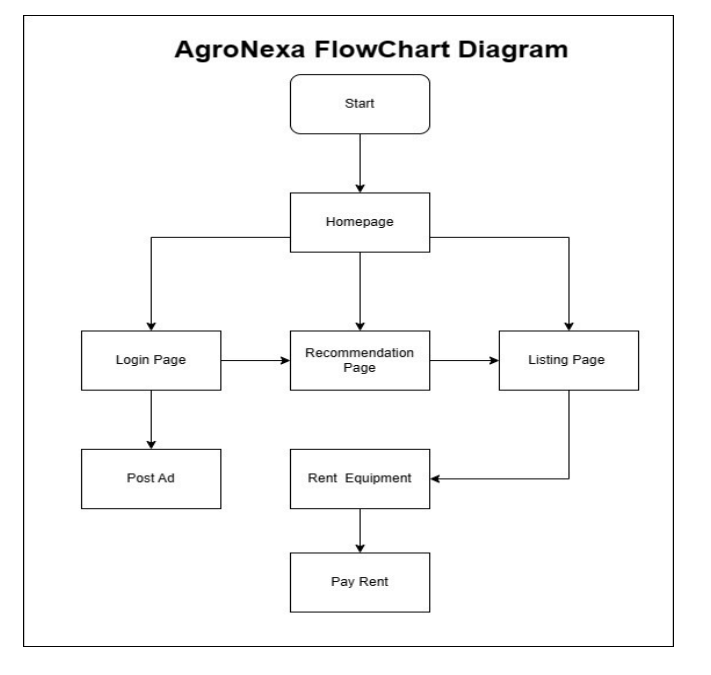 AgroNexa FlowChart Diagram
Start
Homepage
Login Page
Recommendation
Page
Listing Page
Post Ad
Rent  Equipment
Pay Rent